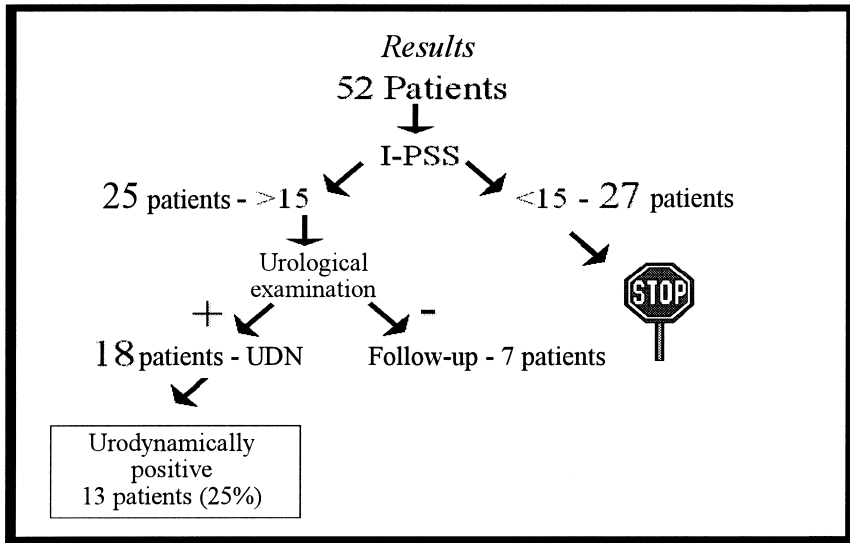 Results
52 Patients
I-PSS
25 patients - >15
<15 - 27 patients
Urological
examination
STOP
+
-
18 patients - UDN
Follow-up - 7 patients
Urodynamically
positive
13 patients (25%)